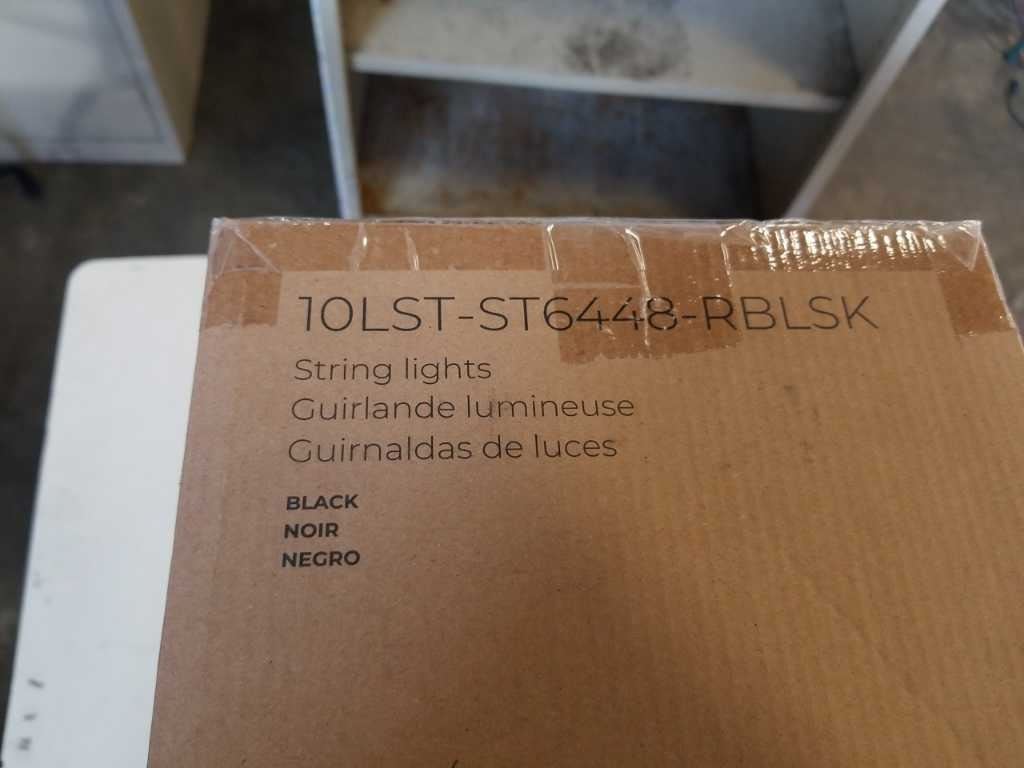 10LST-ST6448-RBLSK
String lights
Guirlande lumineuse
Guirnaldas de luces
BLACK
NOIR
NEGRO